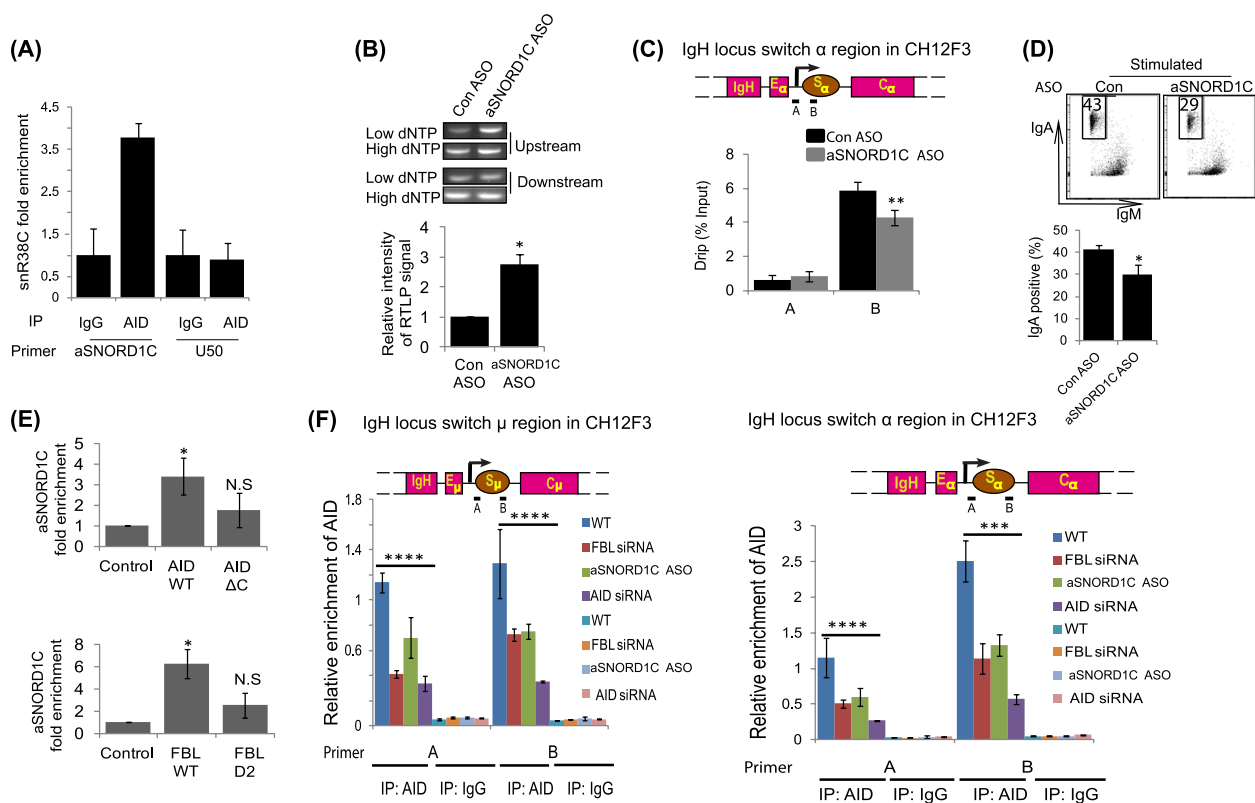 (A)
snR38C fold enrichment
4,5
3.6
2.7
1.8
0.9
0
IP
IgG AID IgG AID
Primer
aSNORD1C U50
(B)
Con ASO
aSNORD1C ASO
Low dNTP
High dNTP
Upstream
Low dNTP
High dNTP
Downstream
Relative intensity
of RTLP signal
4
3
2
1
0
*
Con
ASO
aSNORD1C
ASO
(C)
IgH locus switch α region in CH12F3
IgH Eα Sα Cα
A B
Con ASO
aSNORD1C ASO
Drip (% Input)
8
6
4
2
0
**
A B
(D)
Stimulated
ASO Con aSNORD1C
43 29
IgA
IgM
IgA positive (%)
50
40
30
20
10
0
*
Con ASO
aSNORD1C ASO
(E)
aSNORD1C
fold enrichment
5
4
3
2
1
0
*
N.S
Control AID
WT
AID
ΔC
aSNORD1C
fold enrichment
8
6
4
2
0
*
N.S
Control FBL
WT
FBL
D2
(F)
IgH locus switch μ region in CH12F3
IgH Eμ Sμ Cμ
A B
Relative enrichment of AID
1.8
1.4
1
0.6
0.2
0
****
****
WT
FBL siRNA
aSNORD1C ASO
AID siRNA
WT
FBL siRNA
aSNORD1C ASO
AID siRNA
Primer A B
IP: AID IP: IgG IP: AID IP: IgG
IgH locus switch α region in CH12F3
IgH Eα Sα Cα
A B
Relative enrichment of AID
3
2.5
2
1.5
1
0.5
0
****
***
WT
FBL siRNA
aSNORD1C ASO
AID siRNA
WT
FBL siRNA
aSNORD1C ASO
AID siRNA
Primer A B
IP: AID IP: IgG IP: AID IP: IgG